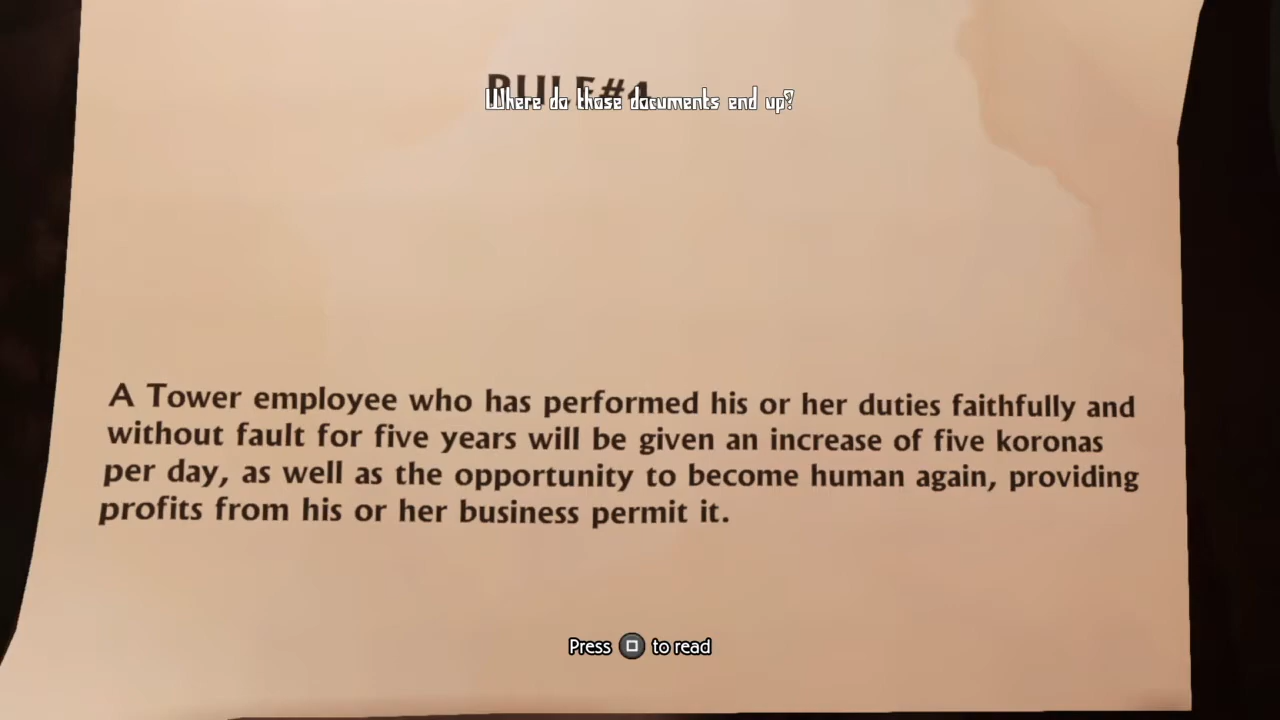 RULE#4
Where do those documents end up?
A Tower employee who has performed his or her duties faithfully and
without fault for five years will be given an increase of five koronas
per day, as well as the opportunity to become human again, providing
profits from his or her business permit it.
Press to read